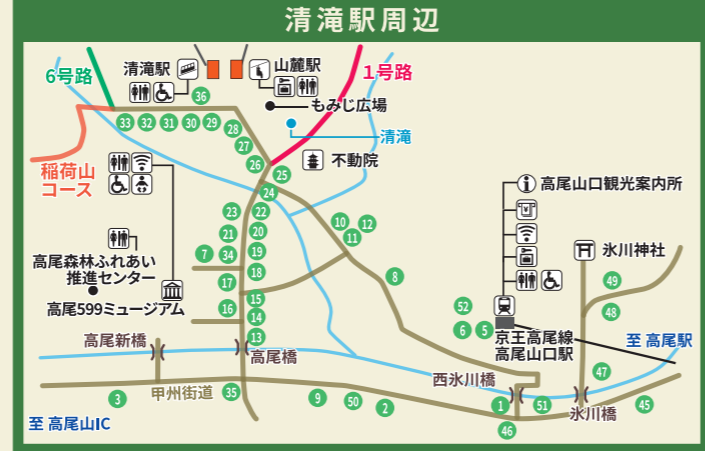 清滝駅周辺
6号路
清滝駅
山麓駅
1号路
36
もみじ広場
33 32 31 30 29
28
清滝
27
稲荷山
コース
26
不動院
25
24
高尾山口観光案内所
23 22
10 12
21 20
11
7 34 19
高尾森林ふれあい
推進センター
氷川神社
18
8
17
49
高尾599ミュージアム
15
52
16 14
48
6 5
13
京王高尾線
高尾山口駅
高尾新橋
高尾橋
至 高尾駅
47
西氷川橋
甲州街道
3
35
9 50 2
1
51
氷川橋
45
至 高尾山IC
46